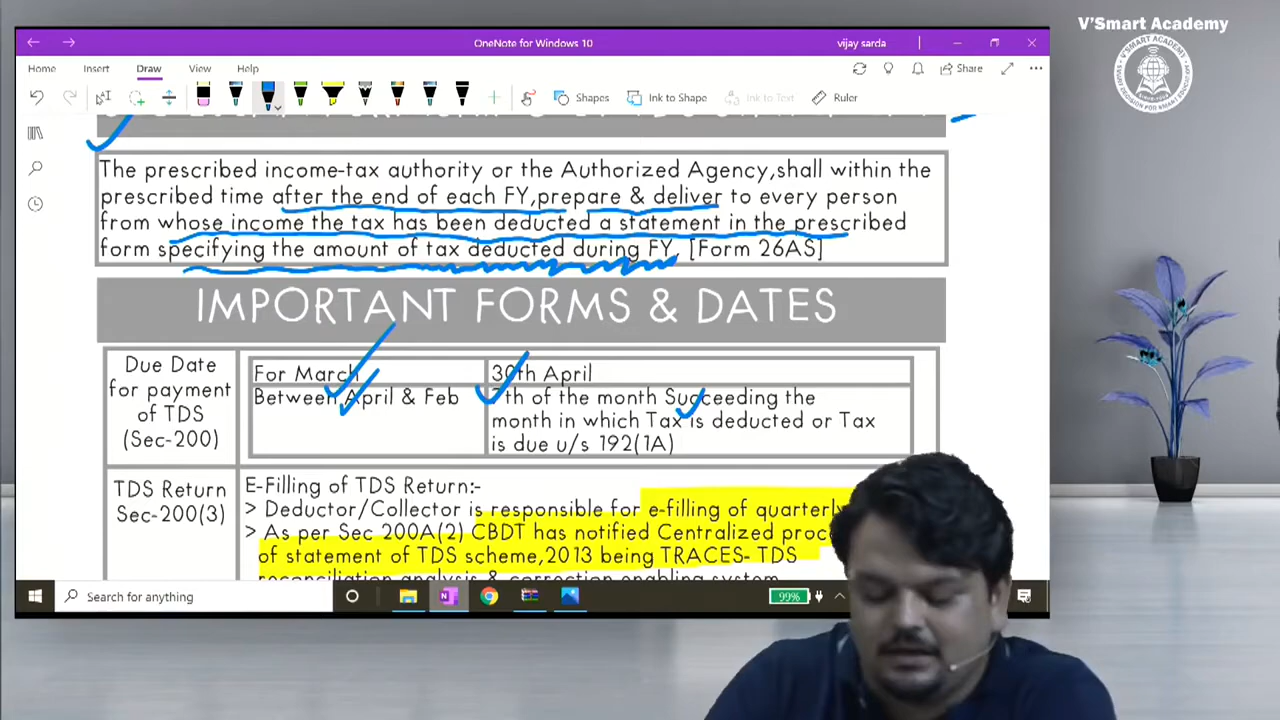 V'Smart Academy
OneNote for Windows 10
vijay sarda
Home Insert Draw View Help
Share
Shapes Ink to Shape Ink to Text Ruler
The prescribed income-tax authority or the Authorized Agency,shall within the
prescribed time after the end of each FY,prepare & deliver to every person
from whose income the tax has been deducted a statement in the prescribed
form specifying the amount of tax deducted during FY, [Form 26AS]
IMPORTANT FORMS & DATES
Due Date
for payment
of TDS
(Sec-200)
For March 30th April
Between April & Feb 7th of the month Succeeding the
month in which Tax is deducted or Tax
is due u/s 192(1A)
TDS Return
Sec-200(3)
E-Filling of TDS Return:-
> Deductor/Collector is responsible for e-filling of quarterly
> As per Sec 200A(2) CBDT has notified Centralized
of statement of TDS scheme,2013 being TRACES- TDS
reconciliation analysis & correction enabling system
Search for anything
99%